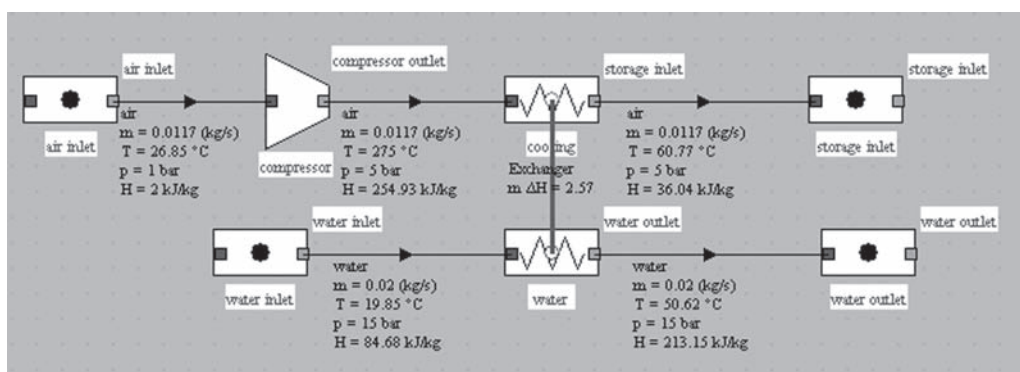 air inlet
compressor outlet
storage inlet
storage inlet
air inlet
compressor
cooling
storage inlet
air
m = 0.0117 (kg/s)
T = 26.85 °C
p = 1 bar
H = 2 kJ/kg
air
m = 0.0117 (kg/s)
T = 275 °C
p = 5 bar
H = 254.93 kJ/kg
Exchanger
m ΔH = 2.57
air
m = 0.0117 (kg/s)
T = 60.77 °C
p = 5 bar
H = 36.04 kJ/kg
water inlet
water outlet
water outlet
water inlet
water
water outlet
water
m = 0.02 (kg/s)
T = 19.85 °C
p = 15 bar
H = 84.68 kJ/kg
water
m = 0.02 (kg/s)
T = 50.62 °C
p = 15 bar
H = 213.15 kJ/kg